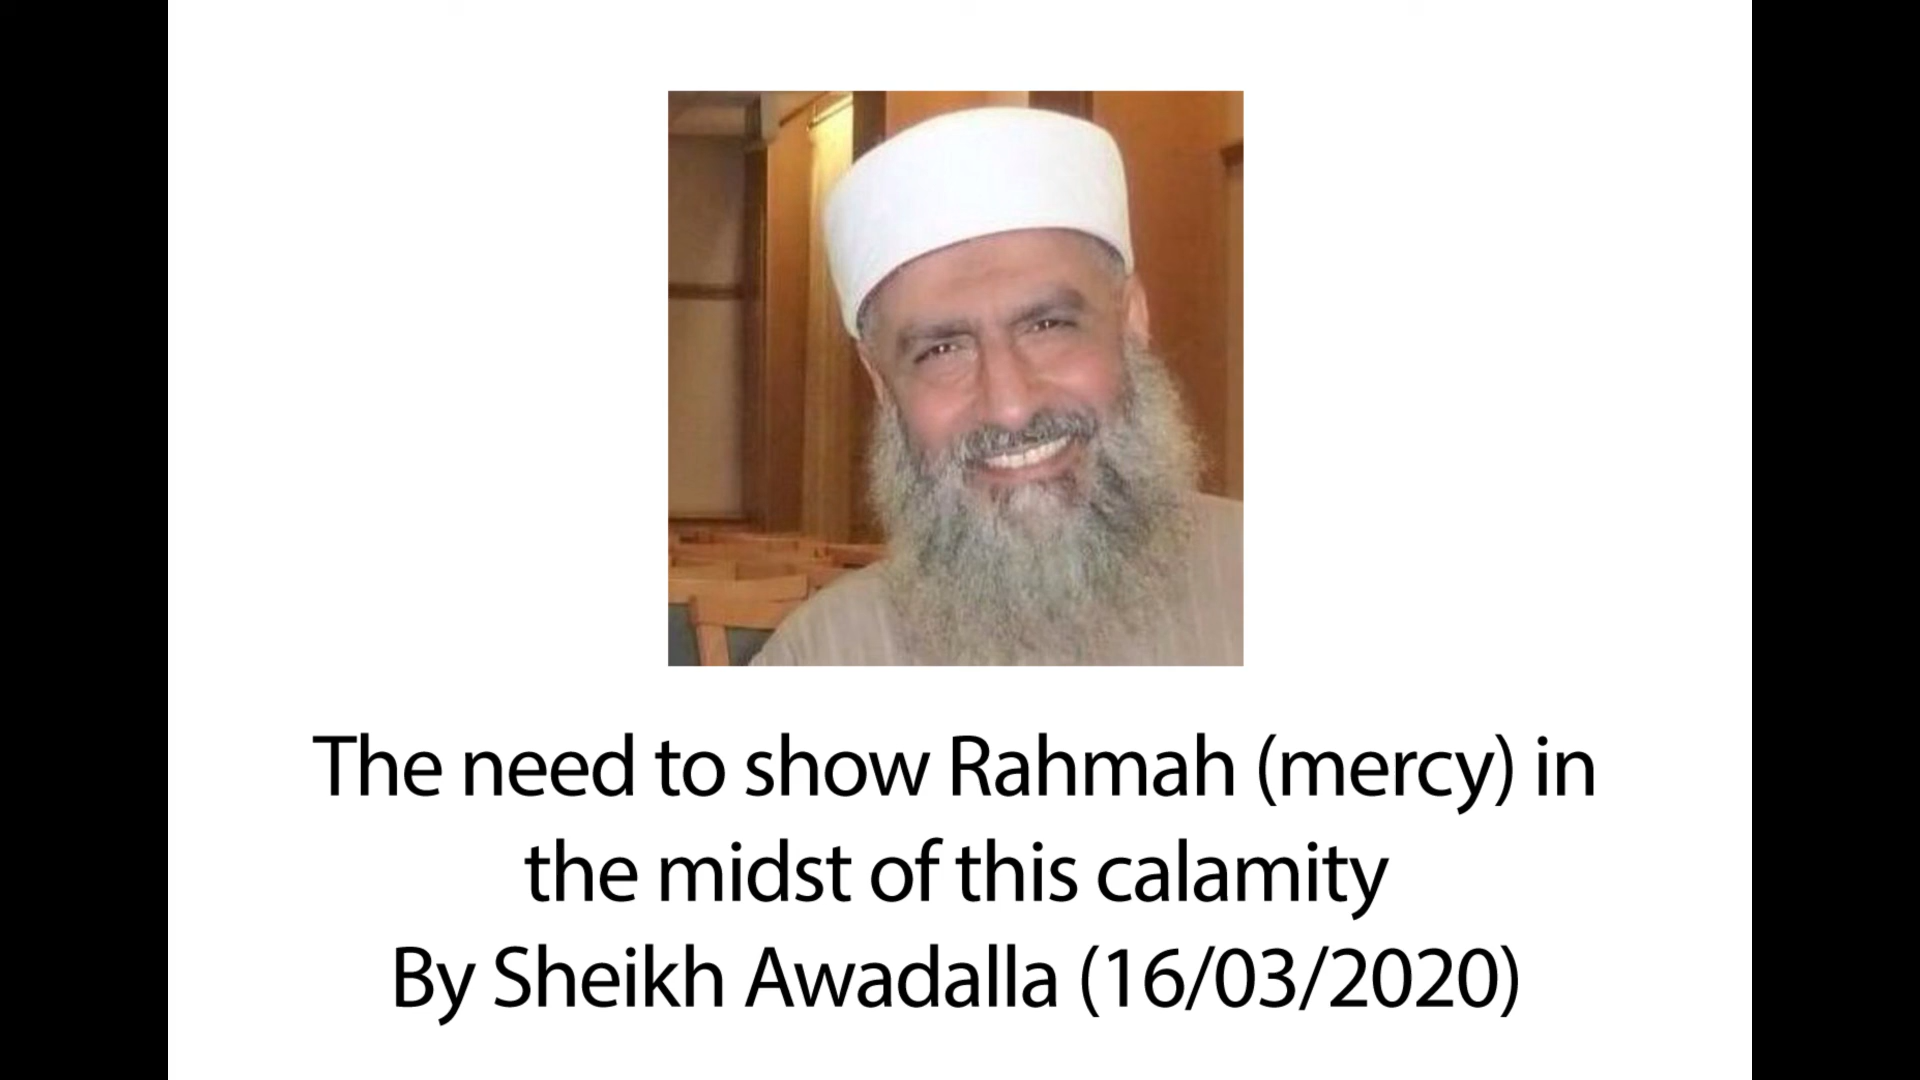 The need to show Rahmah (mercy) in
the midst of this calamity
By Sheikh Awadalla (16/03/2020)